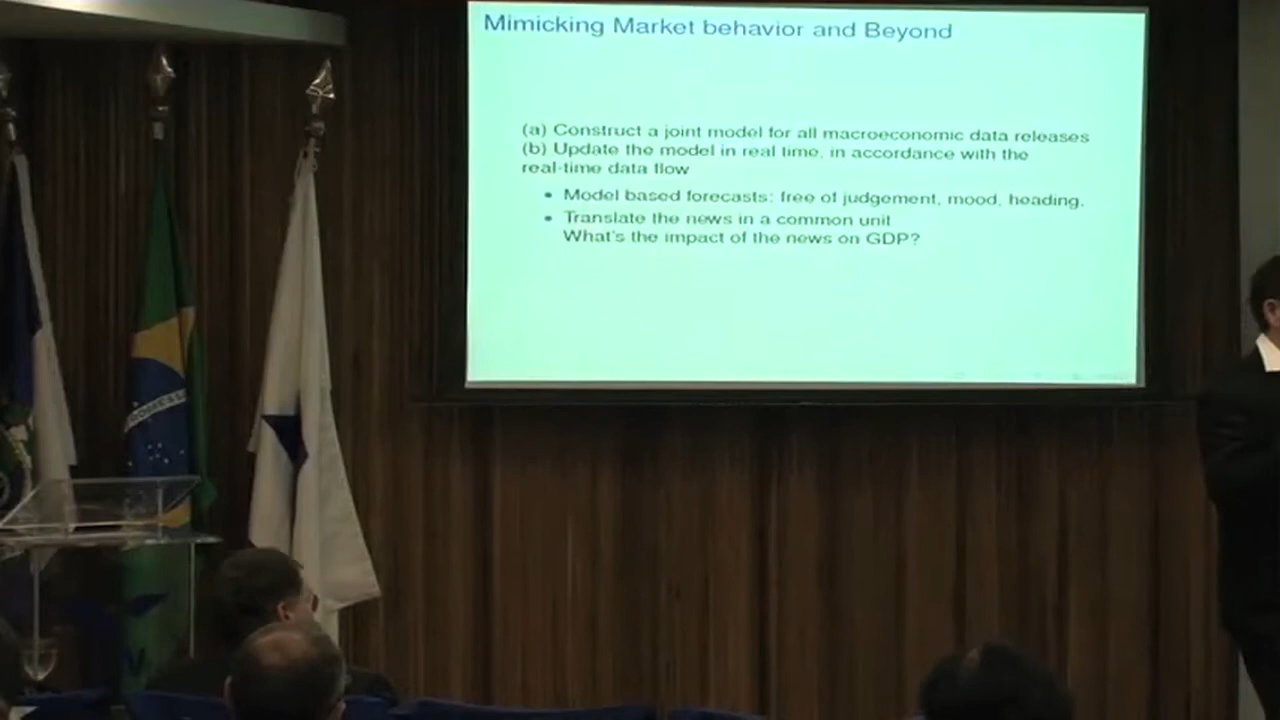 Mimicking Market behavior and Beyond
(a) Construct a joint model for all macroeconomic data releases
(b) Update the model in real time, in accordance with the
real-time data flow
• Model based forecasts: free of judgement, mood, heading.
• Translate the news in a common unit
What's the impact of the news on GDP?
PROGRESSO